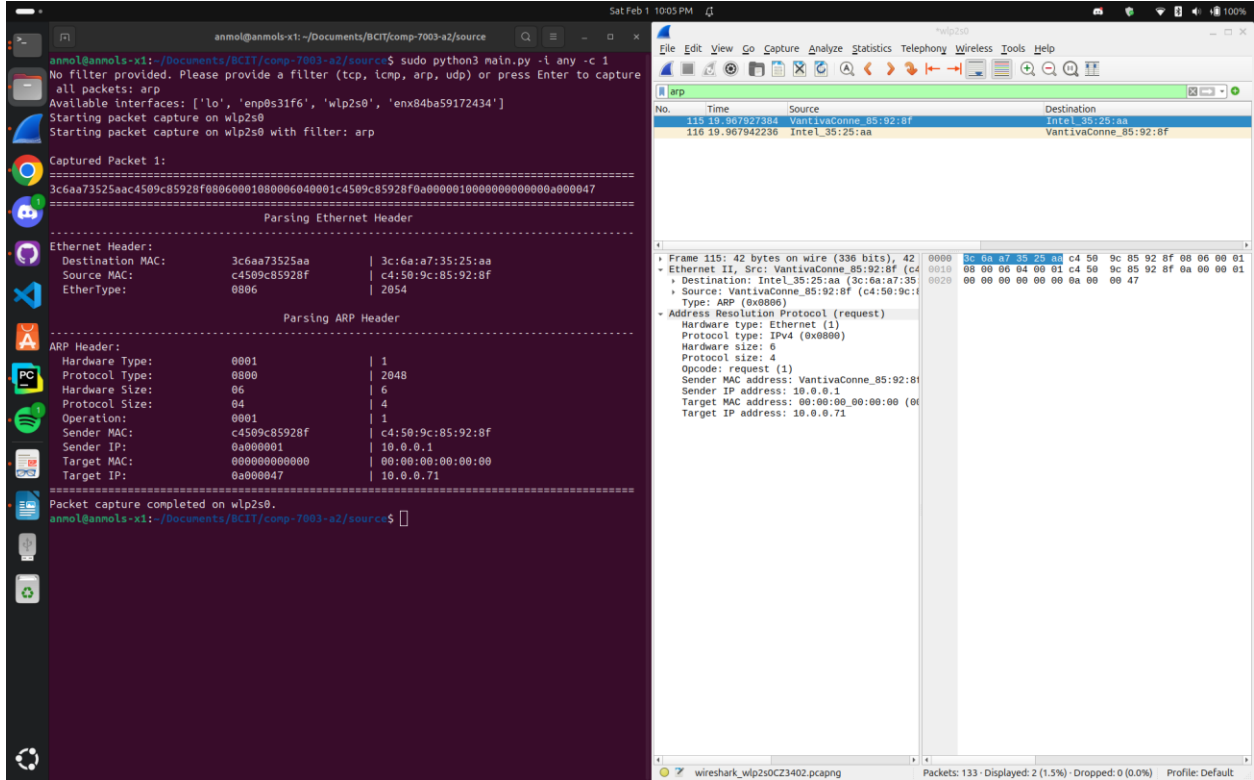 Sat Feb 1 10:05 PM
100%
anmol@anmols-x1: ~/Documents/BCIT/comp-7003-a2/source
anmol@anmols-x1:~/Documents/BCIT/comp-7003-a2/source$ sudo python3 main.py -i any -c 1
No filter provided. Please provide a filter (tcp, icmp, arp, udp) or press Enter to capture
all packets: arp
Available interfaces: ['lo', 'enp0s31f6', 'wlp2s0', 'enx84ba59172434']
Starting packet capture on wlp2s0
Starting packet capture on wlp2s0 with filter: arp
Captured Packet 1:
3c6aa73525aac4509c85928f08060001080006040001c4509c85928f0a0000010000000000000a000047
Parsing Ethernet Header
Ethernet Header:
Destination MAC: 3c6aa73525aa | 3c:6a:a7:35:25:aa
Source MAC: c4509c85928f | c4:50:9c:85:92:8f
EtherType: 0806 | 2054
Parsing ARP Header
ARP Header:
Hardware Type: 0001 | 1
Protocol Type: 0800 | 2048
Hardware Size: 06 | 6
Protocol Size: 04 | 4
Operation: 0001 | 1
Sender MAC: c4509c85928f | c4:50:9c:85:92:8f
Sender IP: 0a000001 | 10.0.0.1
Target MAC: 000000000000 | 00:00:00:00:00:00
Target IP: 0a000047 | 10.0.0.71
Packet capture completed on wlp2s0.
anmol@anmols-x1:~/Documents/BCIT/comp-7003-a2/source$
*wlp2s0
File Edit View Go Capture Analyze Statistics Telephony Wireless Tools Help
arp
No. Time Source Destination
115 19.967927384 VantivaConne_85:92:8f Intel_35:25:aa
116 19.967942236 Intel_35:25:aa VantivaConne_85:92:8f
Frame 115: 42 bytes on wire (336 bits), 42
Ethernet II, Src: VantivaConne_85:92:8f (c4
Destination: Intel_35:25:aa (3c:6a:a7:35:
Source: VantivaConne_85:92:8f (c4:50:9c:8
Type: ARP (0x0806)
Address Resolution Protocol (request)
Hardware type: Ethernet (1)
Protocol type: IPv4 (0x0800)
Hardware size: 6
Protocol size: 4
Opcode: request (1)
Sender MAC address: VantivaConne_85:92:8f
Sender IP address: 10.0.0.1
Target MAC address: 00:00:00_00:00:00 (00
Target IP address: 10.0.0.71
0000 3c 6a a7 35 25 aa c4 50 9c 85 92 8f 08 06 00 01
0010 08 00 06 04 00 01 c4 50 9c 85 92 8f 0a 00 00 01
0020 00 00 00 00 00 00 0a 00 00 47
wireshark_wlp2s0CZ3402.pcapng
Packets: 133 · Displayed: 2 (1.5%) · Dropped: 0 (0.0%)
Profile: Default
PC
1
1